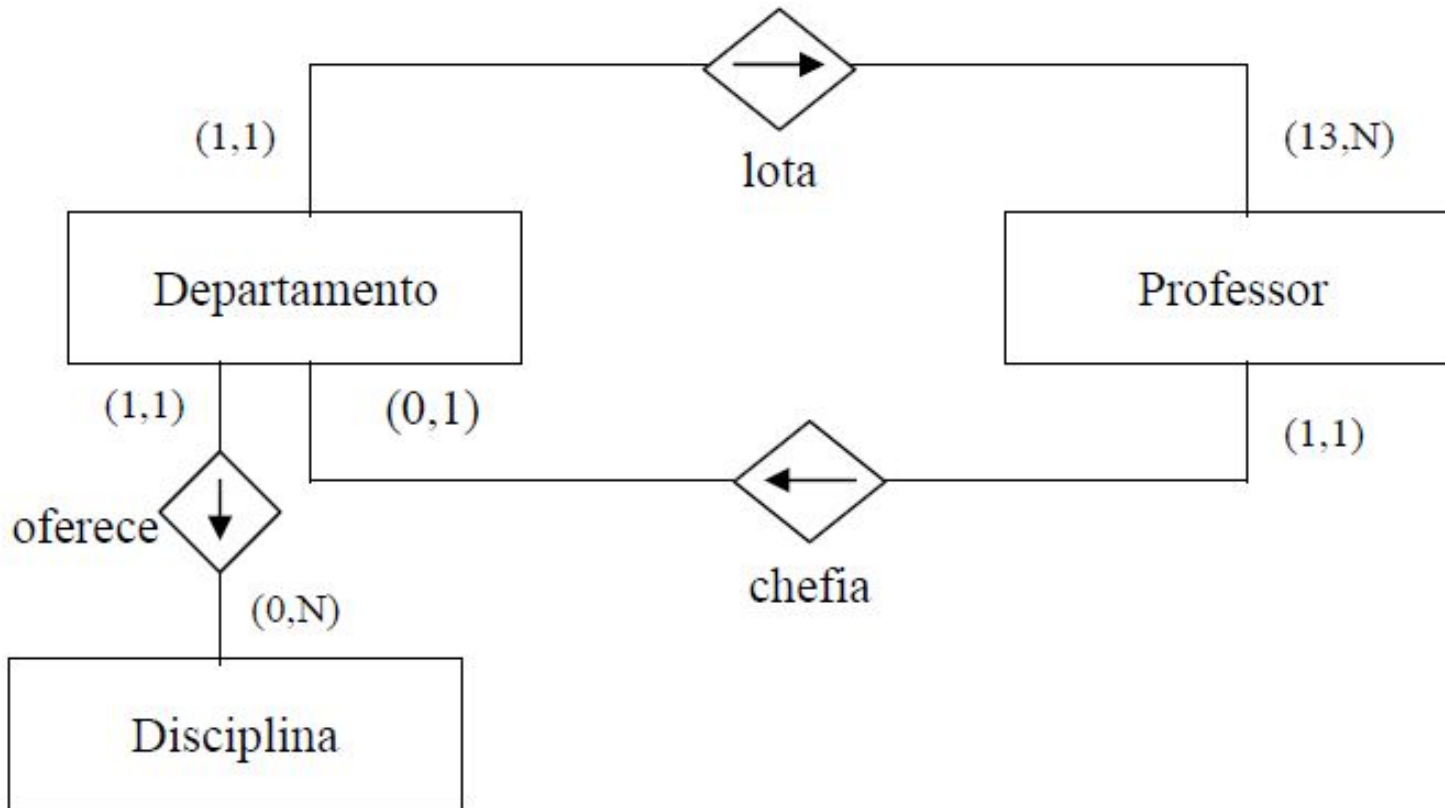 (1,1)
(13,N)
lota
Departamento
Professor
(1,1)
(0,1)
(1,1)
oferece
chefia
(0,N)
Disciplina